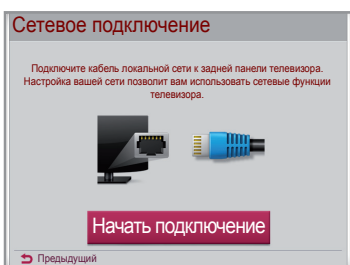 Сетевое подключение
Подключите кабель локальной сети к задней панели телевизора.
Настройка вашей сети позволит вам использовать сетевые функции
телевизора.
Начать подключение
Предыдущий